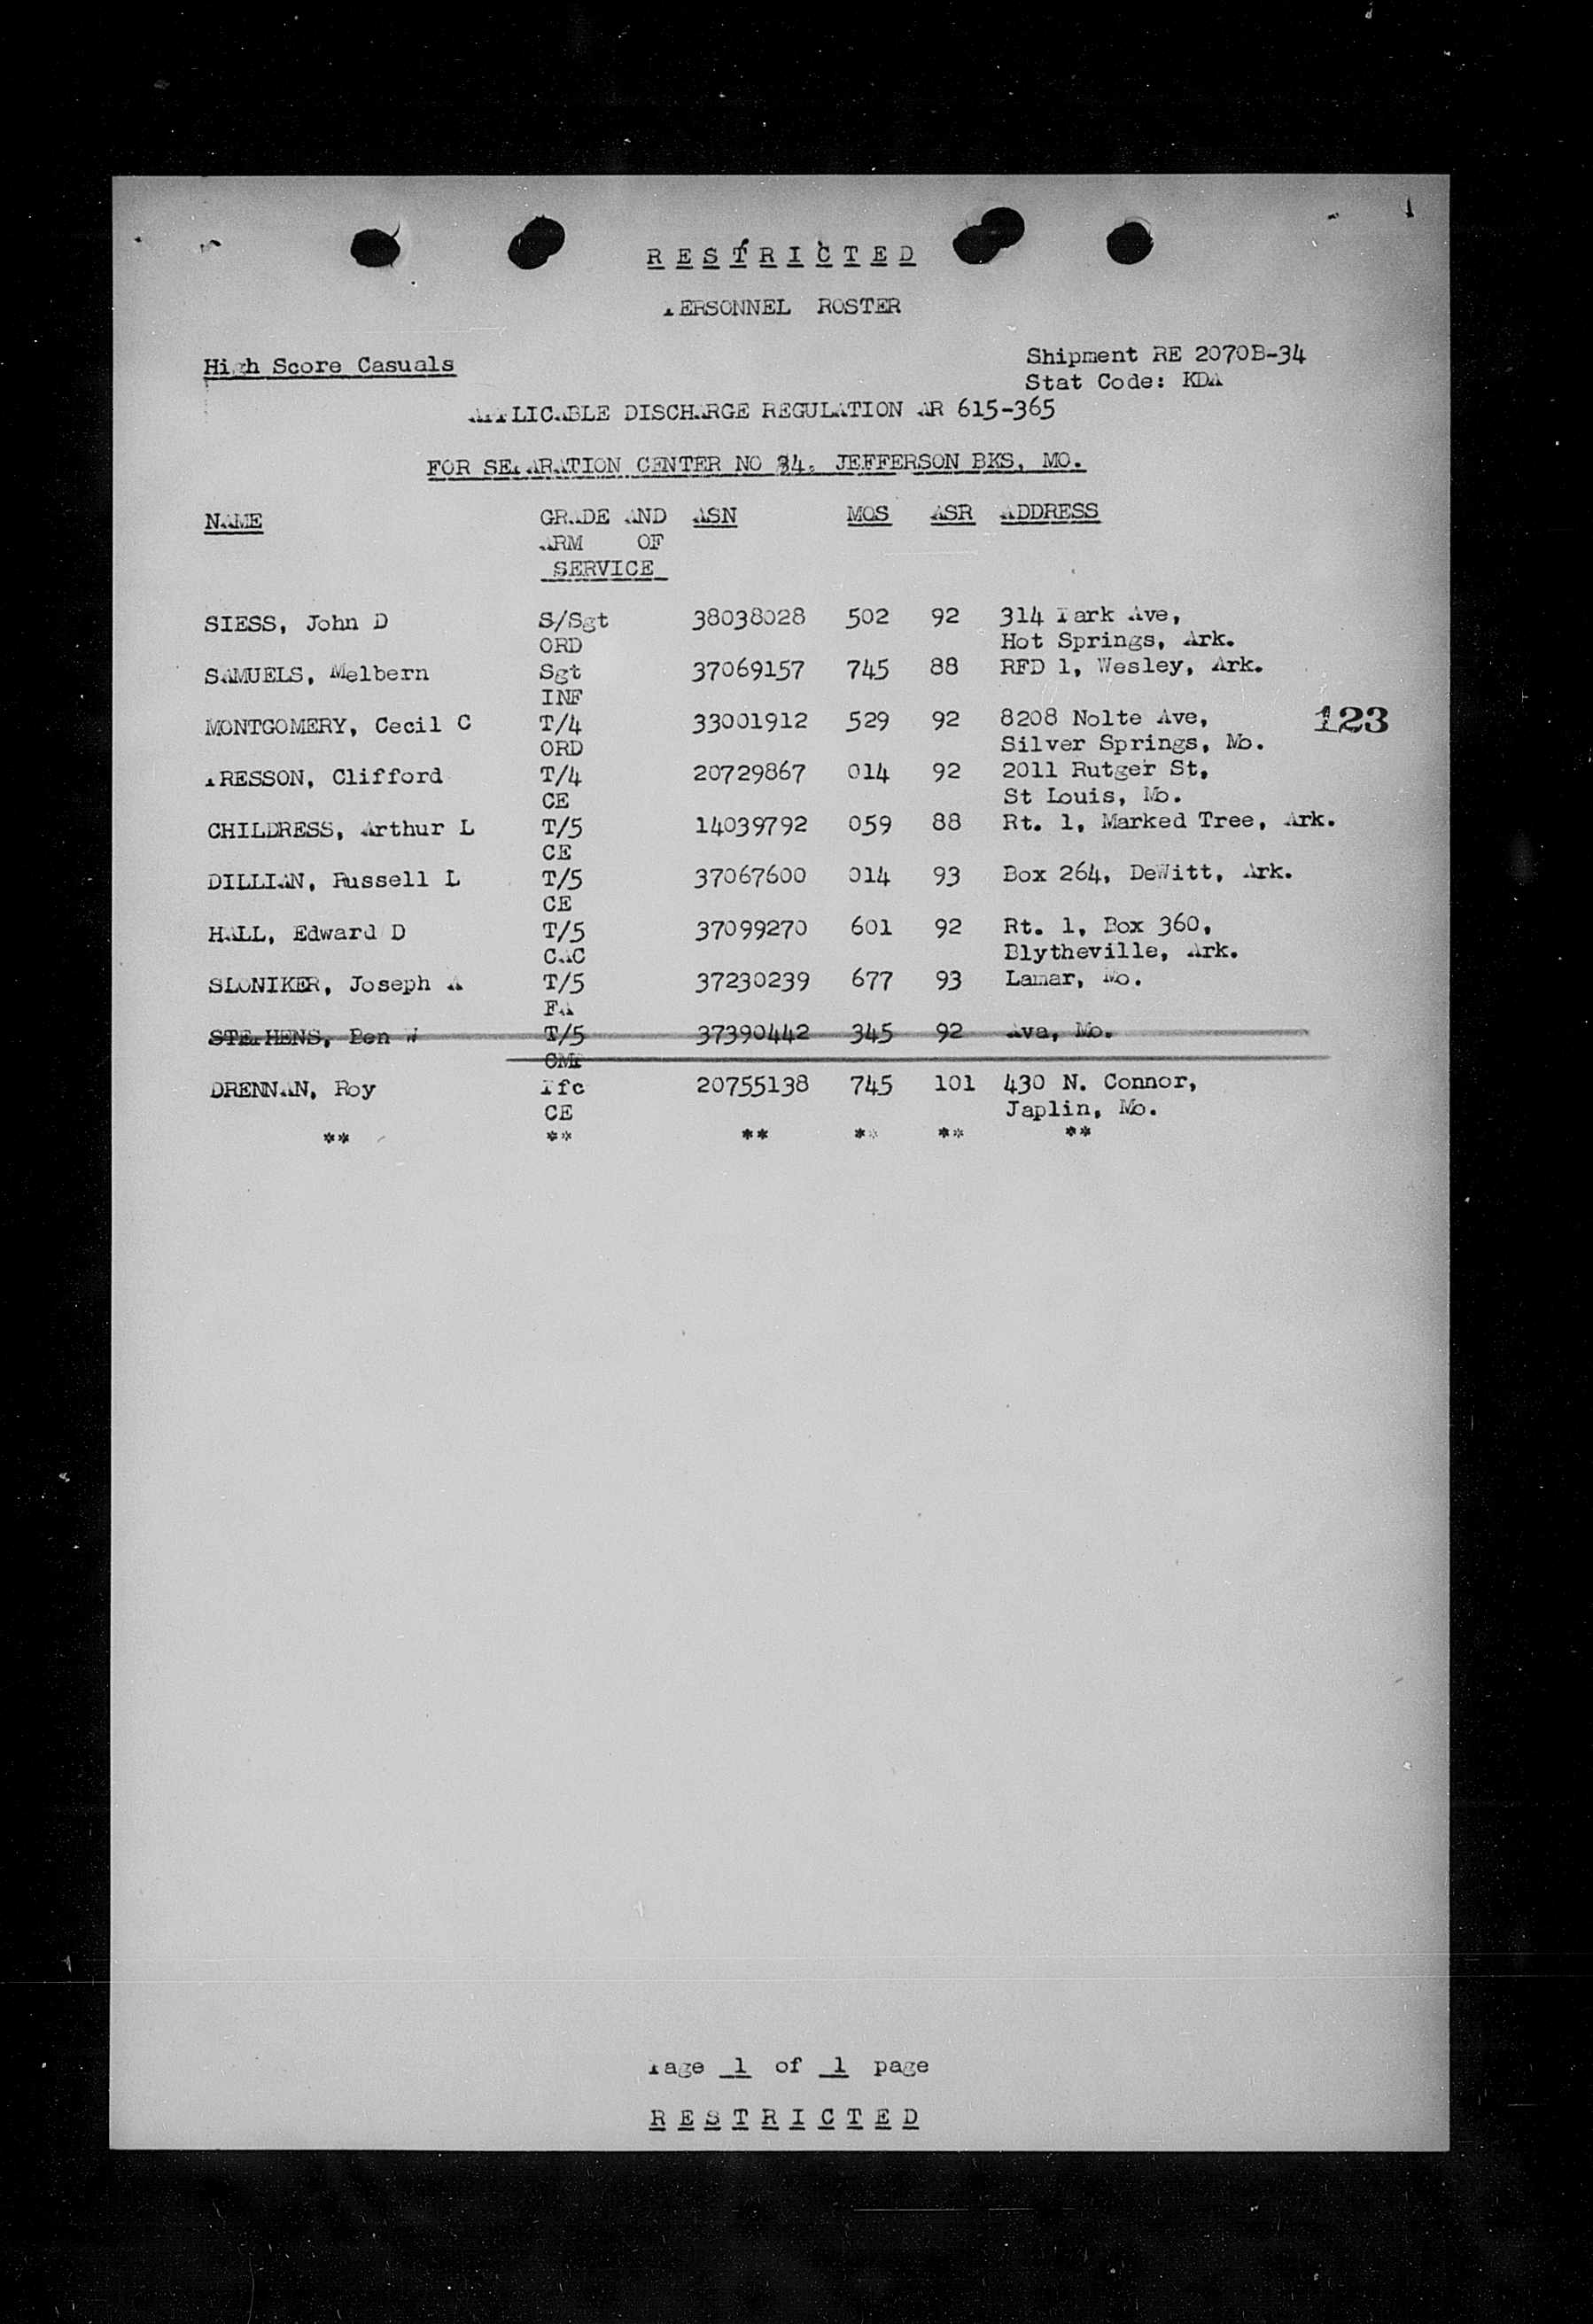 RESTRICTED
PERSONNEL ROSTER
High Score Casuals
Shipment RE 2070B-34
Stat Code: KDA
APPLICABLE DISCHARGE REGULATION AR 615-365
FOR SEPARATION CENTER NO 34. JEFFERSON BKS, MO.
NAME GRADE AND ASN MOS ASR ADDRESS
ARM OF
SERVICE
SIESS, John D S/Sgt 38038028 502 92 314 Park Ave,
ORD Hot Springs, Ark.
SAMUELS, Melbern Sgt 37069157 745 88 RFD 1, Wesley, Ark.
INF
MONTGOMERY, Cecil C T/4 33001912 529 92 8208 Nolte Ave, 123
ORD Silver Springs, Mo.
PRESSON, Clifford T/4 20729867 014 92 2011 Rutger St,
CE St Louis, Mo.
CHILDRESS, Arthur L T/5 14039792 059 88 Rt. 1, Marked Tree, Ark.
CE
DILLIAN, Russell L T/5 37067600 014 93 Box 264, DeWitt, Ark.
CE
HALL, Edward D T/5 37099270 601 92 Rt. 1, Box 360,
CAC Blytheville, Ark.
SLONIKER, Joseph A T/5 37230239 677 93 Lamar, Mo.
FA
STEPHENS, Ben W T/5 37390442 345 92 Ava, Mo.
CMP
DRENNAN, Roy Pfc 20755138 745 101 430 N. Connor,
CE Japlin, Mo.
** ** ** ** ** **
Page 1 of 1 page
RESTRICTED